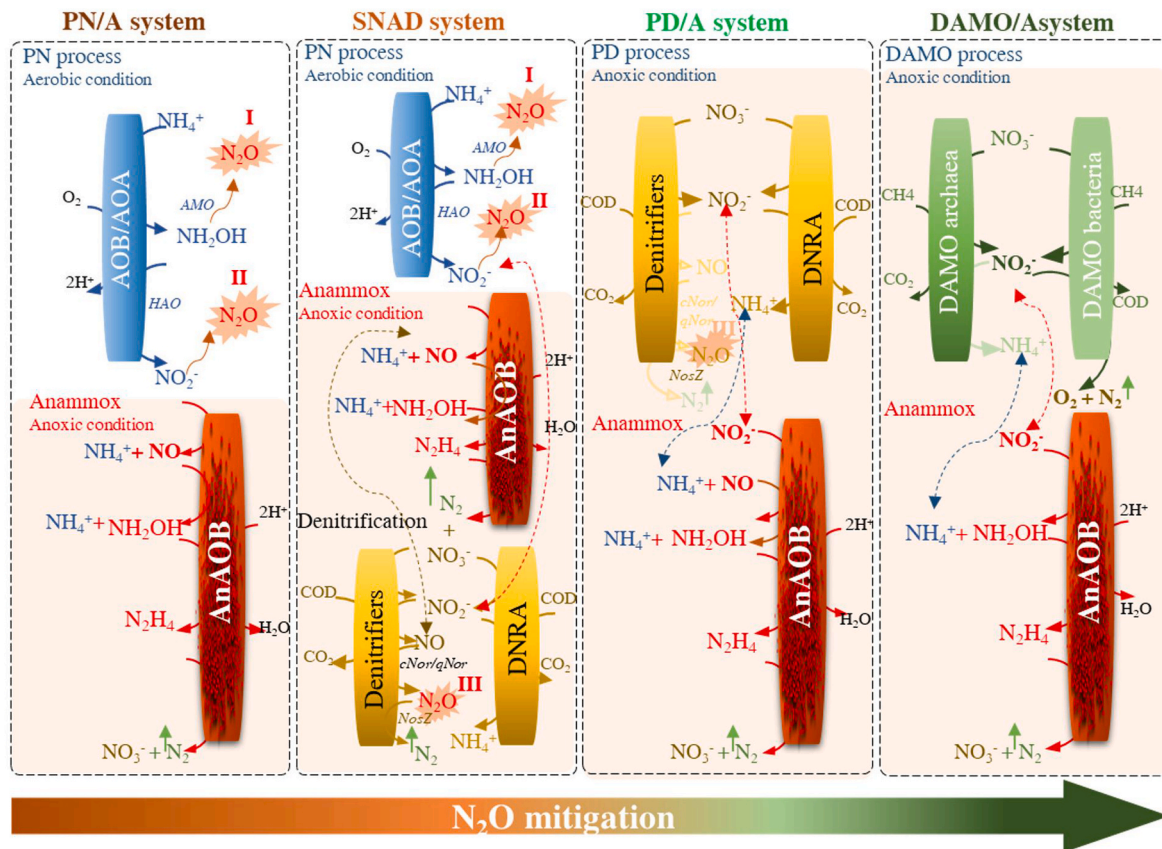 PN/A system
PN process
Aerobic condition
NH₄⁺
I
N₂O
O₂
AMO
NH₂OH
AOB/AOA
II
2H⁺
HAO
N₂O
NO₂⁻
Anammox
Anoxic condition
NH₄⁺ + NO
NH₄⁺ + NH₂OH
2H⁺
AnAOB
N₂H₄
H₂O
NO₃⁻ + N₂
SNAD system
PN process
Aerobic condition
I
NH₄⁺
N₂O
O₂
AMO
NH₂OH
AOB/AOA
II
2H⁺
HAO
N₂O
NO₂⁻
Anammox
Anoxic condition
NH₄⁺ + NO
2H⁺
NH₄⁺ + NH₂OH
AnAOB
H₂O
N₂H₄
N₂
Denitrification
+
NO₃⁻
COD
NO₂⁻
COD
Denitrifiers
NO
DNRA
CO₂
cNor/qNor
CO₂
III
N₂O
NosZ
NH₄⁺
N₂
PD/A system
PD process
Anoxic condition
NO₃⁻
COD
NO₂⁻
COD
Denitrifiers
DNRA
NO
CO₂
cNor/
qNor
NH₄⁺
CO₂
III
N₂O
NosZ
N₂
Anammox
NO₂⁻
NH₄⁺ + NO
NH₄⁺ + NH₂OH
2H⁺
AnAOB
H₂O
N₂H₄
NO₃⁻ + N₂
DAMO/Asystem
DAMO process
Anoxic condition
NO₃⁻
CH4
CH4
DAMO archaea
NO₂⁻
DAMO bacteria
CO₂
COD
NH₄⁺
O₂ + N₂
Anammox
NO₂⁻
NH₄⁺ + NH₂OH
2H⁺
AnAOB
H₂O
N₂H₄
NO₃⁻ + N₂
N₂O mitigation